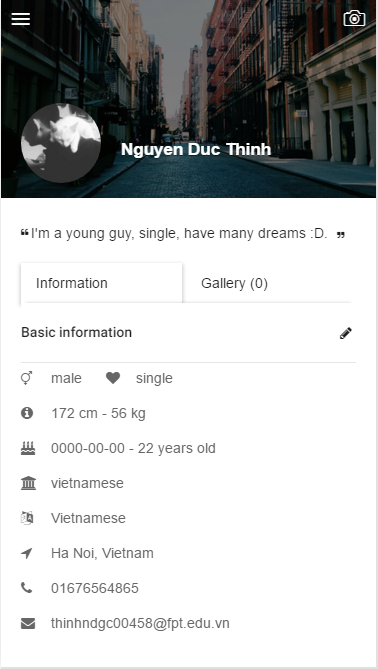 Nguyen Duc Thinh
❝I'm a young guy, single, have many dreams :D. ❞
Information Gallery (0)
Basic information
male single
172 cm - 56 kg
0000-00-00 - 22 years old
vietnamese
Vietnamese
Ha Noi, Vietnam
01676564865
thinhndgc00458@fpt.edu.vn